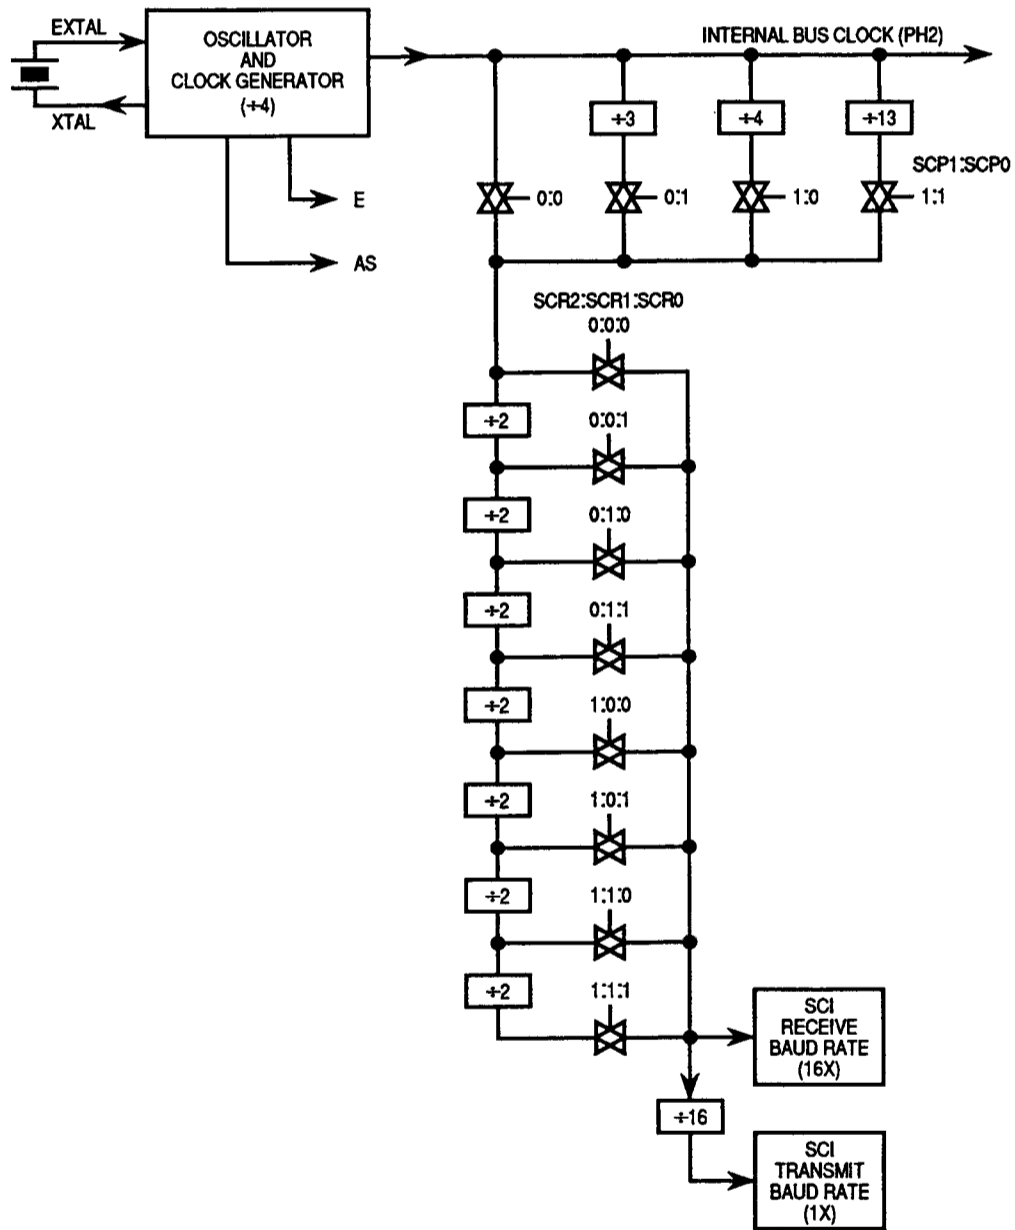 EXTAL
XTAL
OSCILLATOR
AND
CLOCK GENERATOR
(÷4)
INTERNAL BUS CLOCK (PH2)
÷3
÷4
÷13
SCP1:SCP0
0:0
0:1
1:0
1:1
E
AS
SCR2:SCR1:SCR0
0:0:0
÷2
0:0:1
÷2
0:1:0
÷2
0:1:1
÷2
1:0:0
÷2
1:0:1
÷2
1:1:0
÷2
1:1:1
SCI
RECEIVE
BAUD RATE
(16X)
÷16
SCI
TRANSMIT
BAUD RATE
(1X)